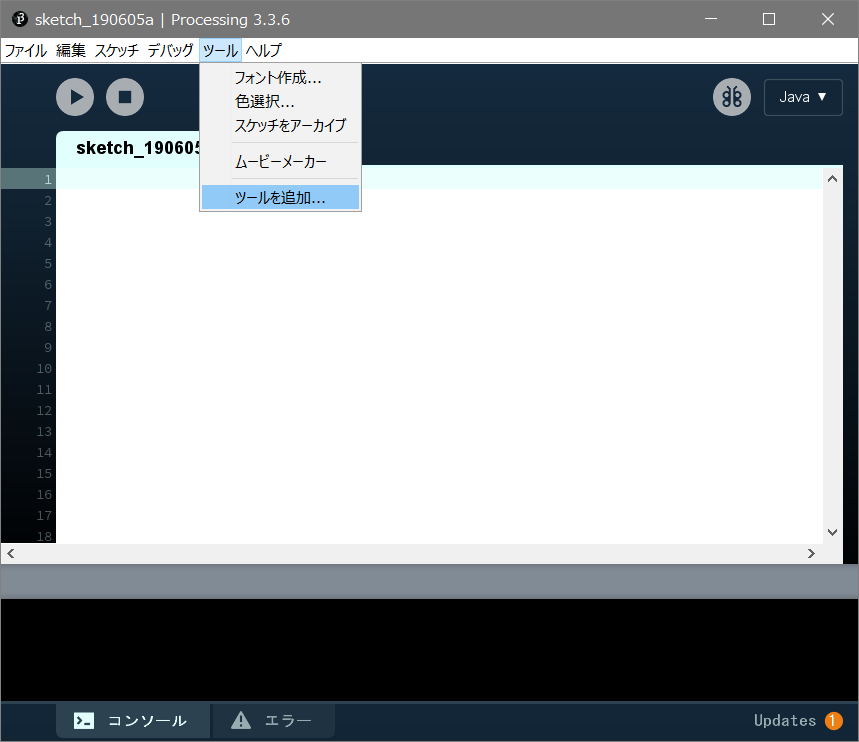 sketch_190605a | Processing 3.3.6
ファイル 編集 スケッチ デバッグ ツール ヘルプ
フォント作成...
色選択...
スケッチをアーカイブ
ムービーメーカー
ツールを追加...
Java ▼
sketch_190605
1
2
3
4
5
6
7
8
9
10
11
12
13
14
15
16
17
18
コンソール エラー Updates 1